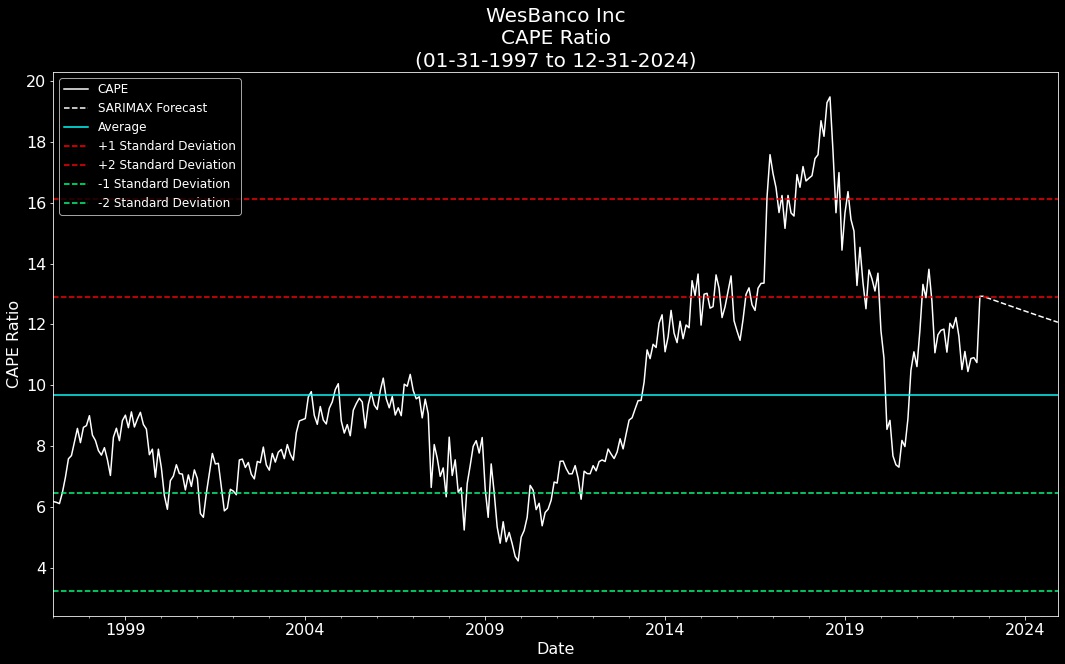 WesBanco Inc
CAPE Ratio
(01-31-1997 to 12-31-2024)
CAPE
SARIMAX Forecast
Average
+1 Standard Deviation
+2 Standard Deviation
-1 Standard Deviation
-2 Standard Deviation
CAPE Ratio
20
18
16
14
12
10
8
6
4
1999
2004
2009
2014
2019
2024
Date